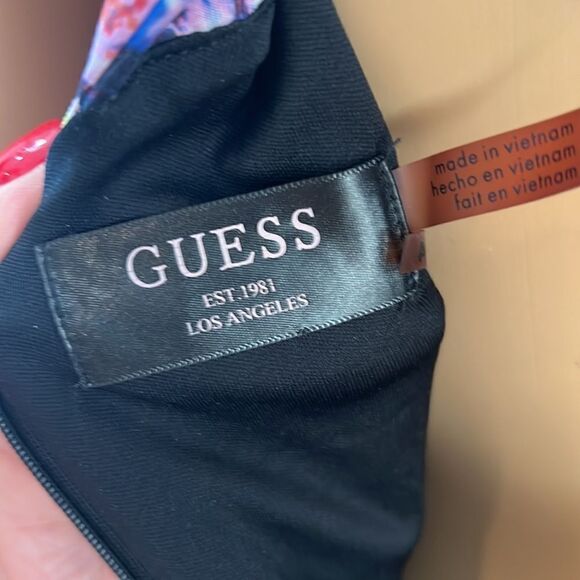 GUESS
EST.1981
LOS ANGELES
made in vietnam
hecho en vietnam
fait en vietnam